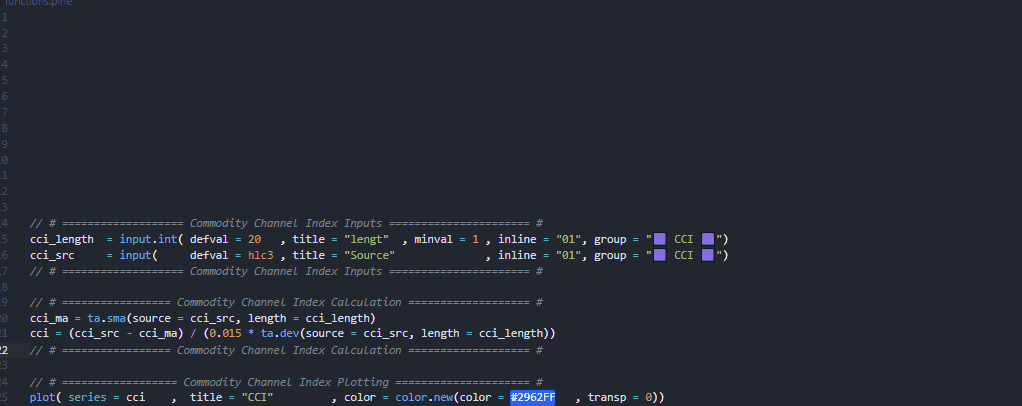 functions.pine
1
2
3
4
5
6
7
8
9
10
11
12
13
14 // # =================== Commodity Channel Index Inputs ====================== #
15 cci_length  = input.int( defval = 20   , title = "lengt"  , minval = 1 , inline = "01", group = "🟪 CCI 🟪")
16 cci_src     = input(     defval = hlc3 , title = "Source"              , inline = "01", group = "🟪 CCI 🟪")
17 // # =================== Commodity Channel Index Inputs ====================== #
18
19 // # ================= Commodity Channel Index Calculation =================== #
20 cci_ma = ta.sma(source = cci_src, length = cci_length)
21 cci = (cci_src - cci_ma) / (0.015 * ta.dev(source = cci_src, length = cci_length))
22 // # ================= Commodity Channel Index Calculation =================== #
23
24 // # ================== Commodity Channel Index Plotting ===================== #
25 plot( series = cci    ,  title = "CCI"         , color = color.new(color = #2962FF   , transp = 0))